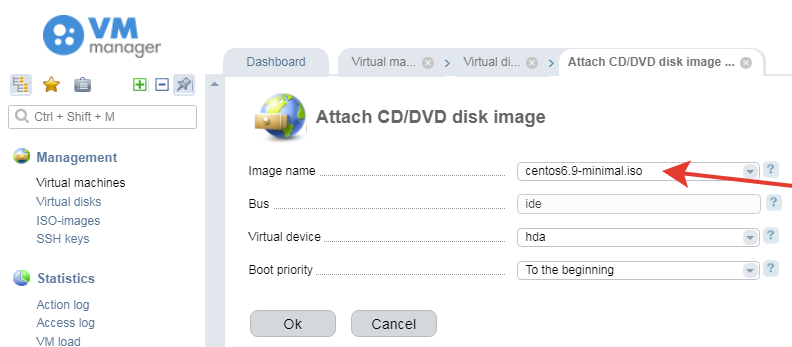 VM
manager
Dashboard
Virtual ma...
Virtual di...
Attach CD/DVD disk image ...
Ctrl + Shift + M
Attach CD/DVD disk image
Management
Virtual machines
Virtual disks
ISO-images
SSH keys
Statistics
Action log
Access log
VM load
Image name centos6.9-minimal.iso ?
Bus ide ?
Virtual device hda ?
Boot priority To the beginning ?
Ok Cancel